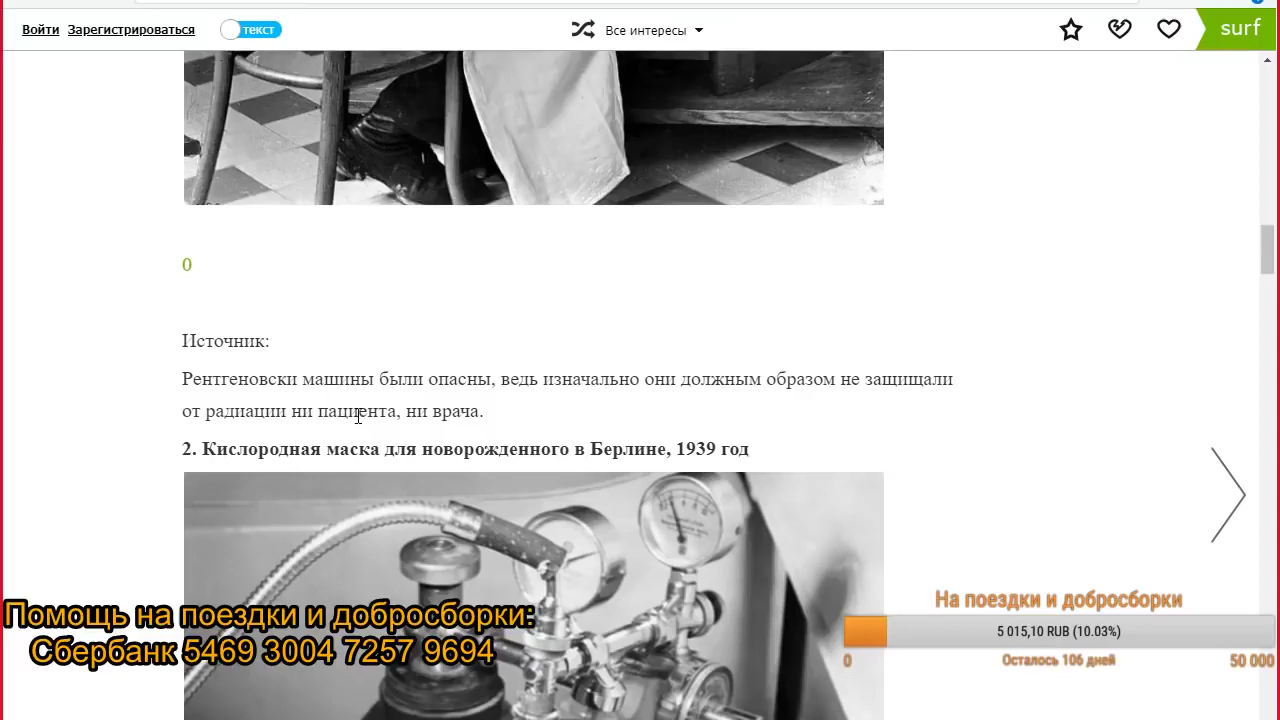 Войти Зарегистрироваться текст Все интересы surf
0
Источник:
Рентгеновски машины были опасны, ведь изначально они должным образом не защищали
от радиации ни пациента, ни врача.
2. Кислородная маска для новорожденного в Берлине, 1939 год
Помощь на поездки и добросборки:
Сбербанк 5469 3004 7257 9694
На поездки и добросборки
5 015,10 RUB (10.03%)
0 Осталось 106 дней 50 000